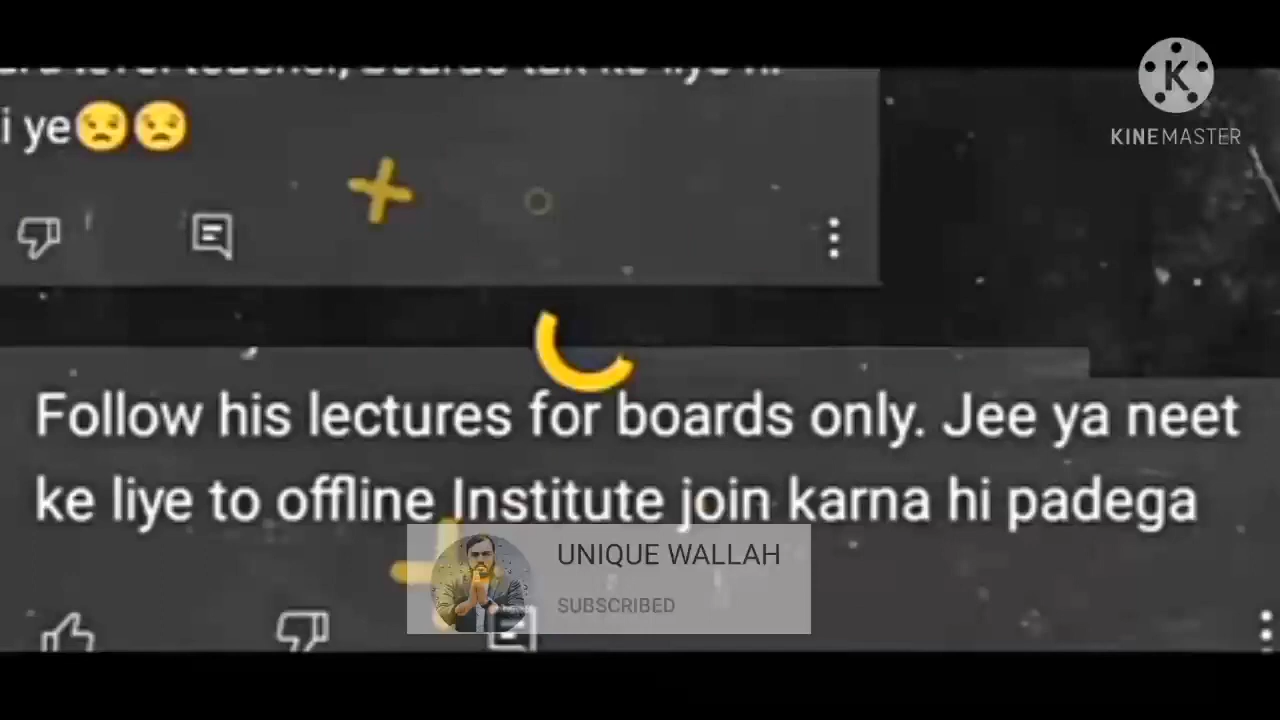 KINEMASTER
i ye😒😒
Follow his lectures for boards only. Jee ya neet
ke liye to offline Institute join karna hi padega
UNIQUE WALLAH
SUBSCRIBED